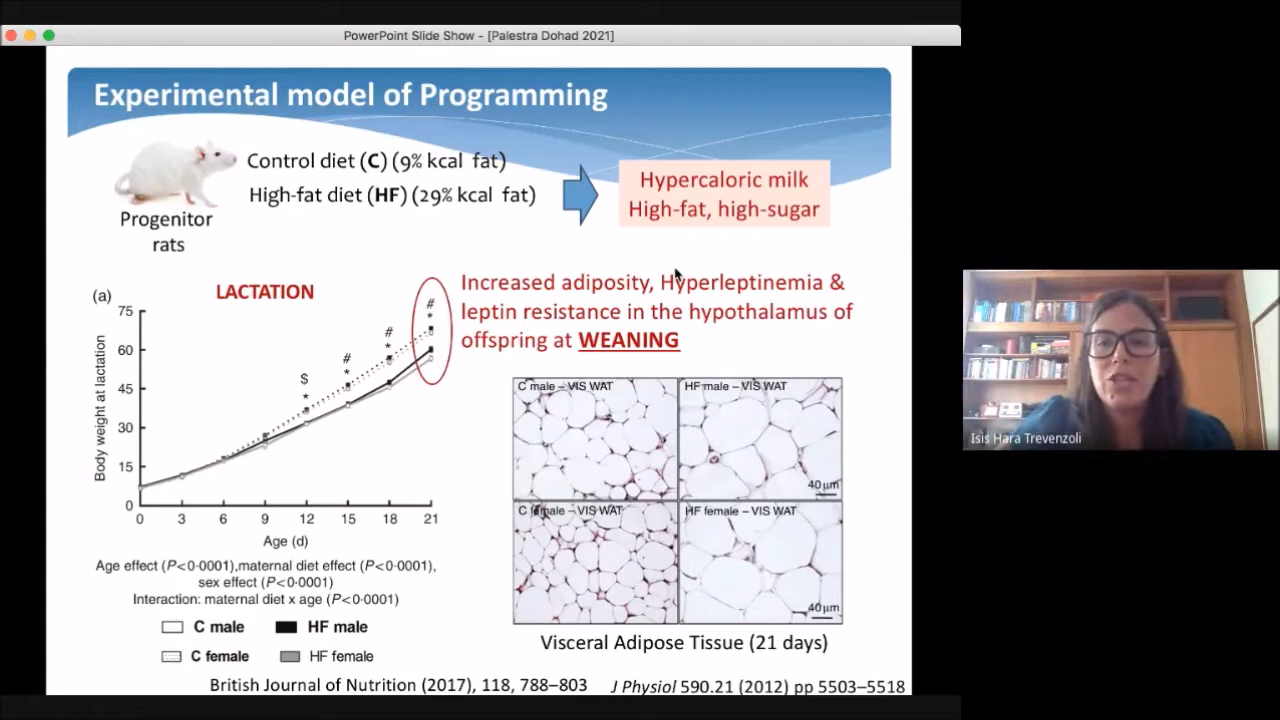 PowerPoint Slide Show - [Palestra Dohad 2021]
Experimental model of Programming
Control diet (C) (9% kcal fat)
High-fat diet (HF) (29% kcal fat)
Progenitor
rats
Hypercaloric milk
High-fat, high-sugar
(a)
LACTATION
Increased adiposity, Hyperleptinemia &
leptin resistance in the hypothalamus of
offspring at WEANING
Body weight at lactation
75
60
45
30
15
0
$
*
#
*
#
*
#
*
0 3 6 9 12 15 18 21
Age (d)
Age effect (P<0·0001),maternal diet effect (P<0·0001),
sex effect (P<0·0001)
Interaction: maternal diet x age (P<0·0001)
C male HF male
C female HF female
C male – VIS WAT
HF male – VIS WAT
40 µm
C female – VIS WAT
HF female – VIS WAT
40 µm
Visceral Adipose Tissue (21 days)
British Journal of Nutrition (2017), 118, 788–803
J Physiol 590.21 (2012) pp 5503–5518
Isis Hara Trevenzoli